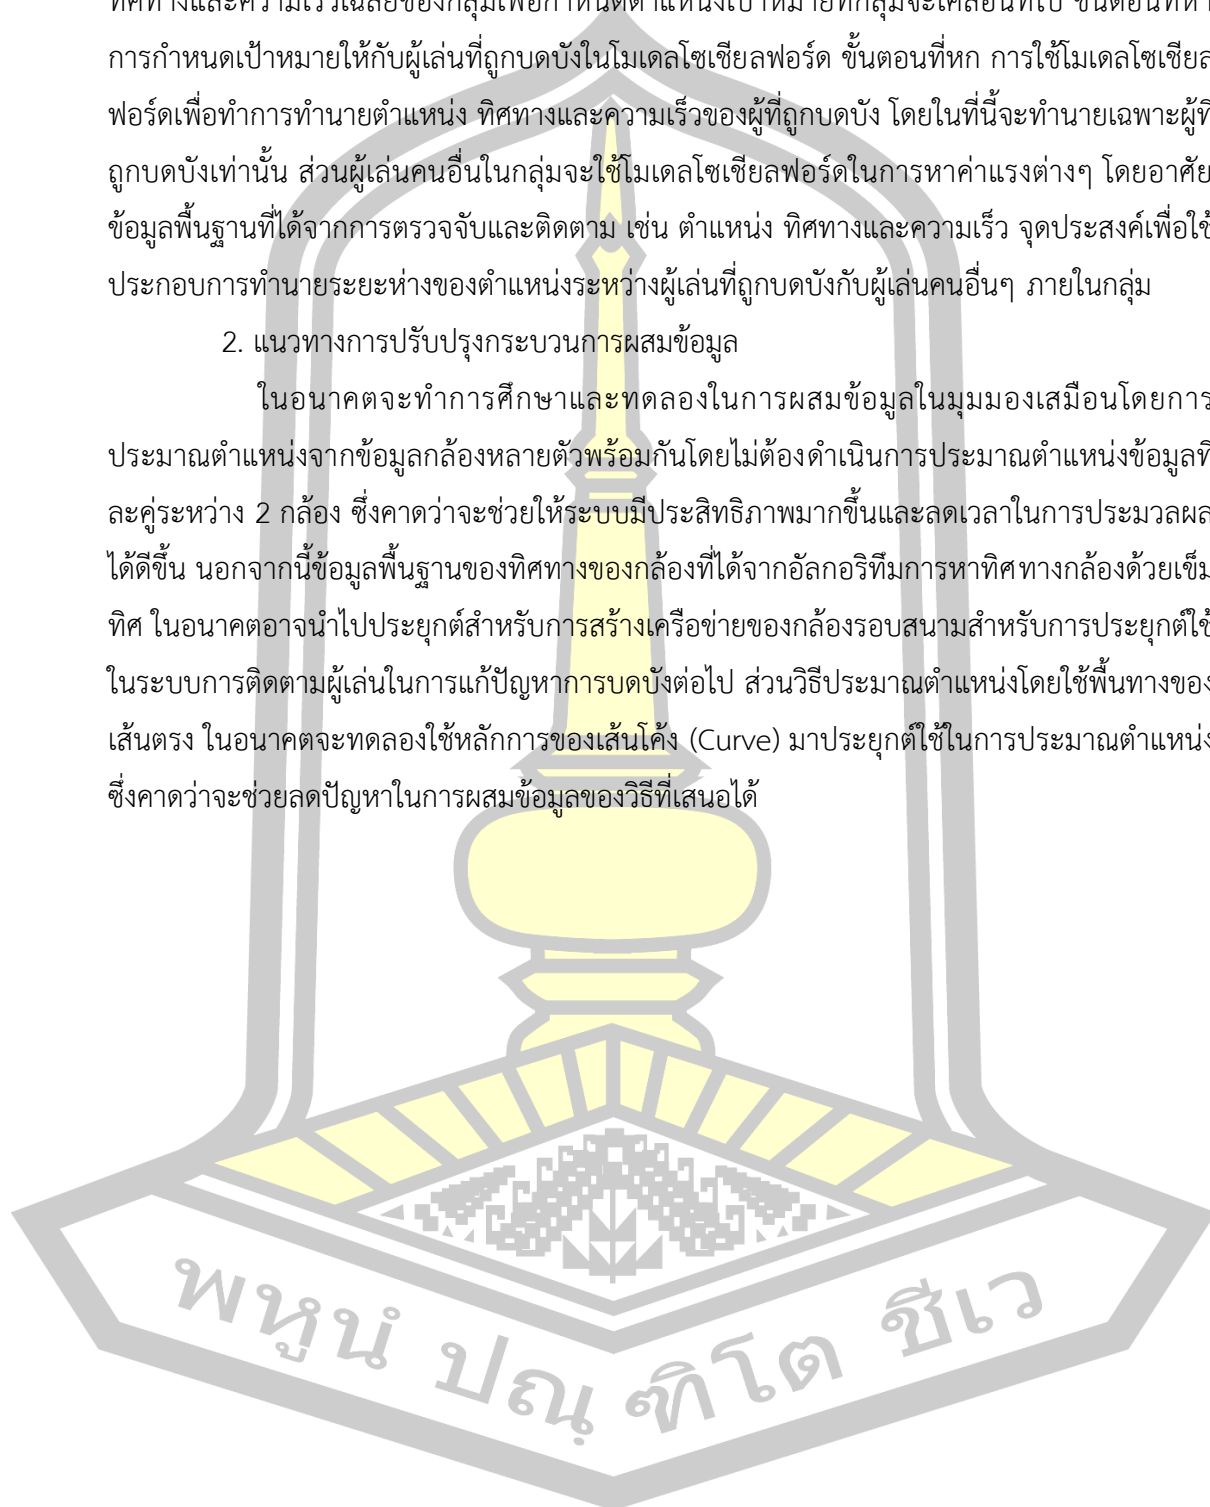 ทิศทางและความเร็วเฉลี่ยของกลุ่มเพื่อกำหนดตำแหน่งเป้าหมายที่กลุ่มจะเคลื่อนที่ไป ขั้นตอนที่ห้า
การกำหนดเป้าหมายให้กับผู้เล่นที่ถูกบดบังในโมเดลโซเชียลฟอร์ด ขั้นตอนที่หก การใช้โมเดลโซเชียล
ฟอร์ดเพื่อทำการทำนายตำแหน่ง ทิศทางและความเร็วของผู้ที่ถูกบดบัง โดยในที่นี้จะทำนายเฉพาะผู้ที่
ถูกบดบังเท่านั้น ส่วนผู้เล่นคนอื่นในกลุ่มจะใช้โมเดลโซเชียลฟอร์ดในการหาค่าแรงต่างๆ โดยอาศัย
ข้อมูลพื้นฐานที่ได้จากการตรวจจับและติดตาม เช่น ตำแหน่ง ทิศทางและความเร็ว จุดประสงค์เพื่อใช้
ประกอบการทำนายระยะห่างของตำแหน่งระหว่างผู้เล่นที่ถูกบดบังกับผู้เล่นคนอื่นๆ ภายในกลุ่ม
2. แนวทางการปรับปรุงกระบวนการผสมข้อมูล
ในอนาคตจะทำการศึกษาและทดลองในการผสมข้อมูลในมุมมองเสมือนโดยการ
ประมาณตำแหน่งจากข้อมูลกล้องหลายตัวพร้อมกันโดยไม่ต้องดำเนินการประมาณตำแหน่งข้อมูลที
ละคู่ระหว่าง 2 กล้อง ซึ่งคาดว่าจะช่วยให้ระบบมีประสิทธิภาพมากขึ้นและลดเวลาในการประมวลผล
ได้ดีขึ้น นอกจากนี้ข้อมูลพื้นฐานของทิศทางของกล้องที่ได้จากอัลกอริทึมการหาทิศทางกล้องด้วยเข็ม
ทิศ ในอนาคตอาจนำไปประยุกต์สำหรับการสร้างเครือข่ายของกล้องรอบสนามสำหรับการประยุกต์ใช้
ในระบบการติดตามผู้เล่นในการแก้ปัญหาการบดบังต่อไป ส่วนวิธีประมาณตำแหน่งโดยใช้พื้นทางของ
เส้นตรง ในอนาคตจะทดลองใช้หลักการของเส้นโค้ง (Curve) มาประยุกต์ใช้ในการประมาณตำแหน่ง
ซึ่งคาดว่าจะช่วยลดปัญหาในการผสมข้อมูลของวิธีที่เสนอได้
พหูนํ ปณฺฑิโต ชีเว